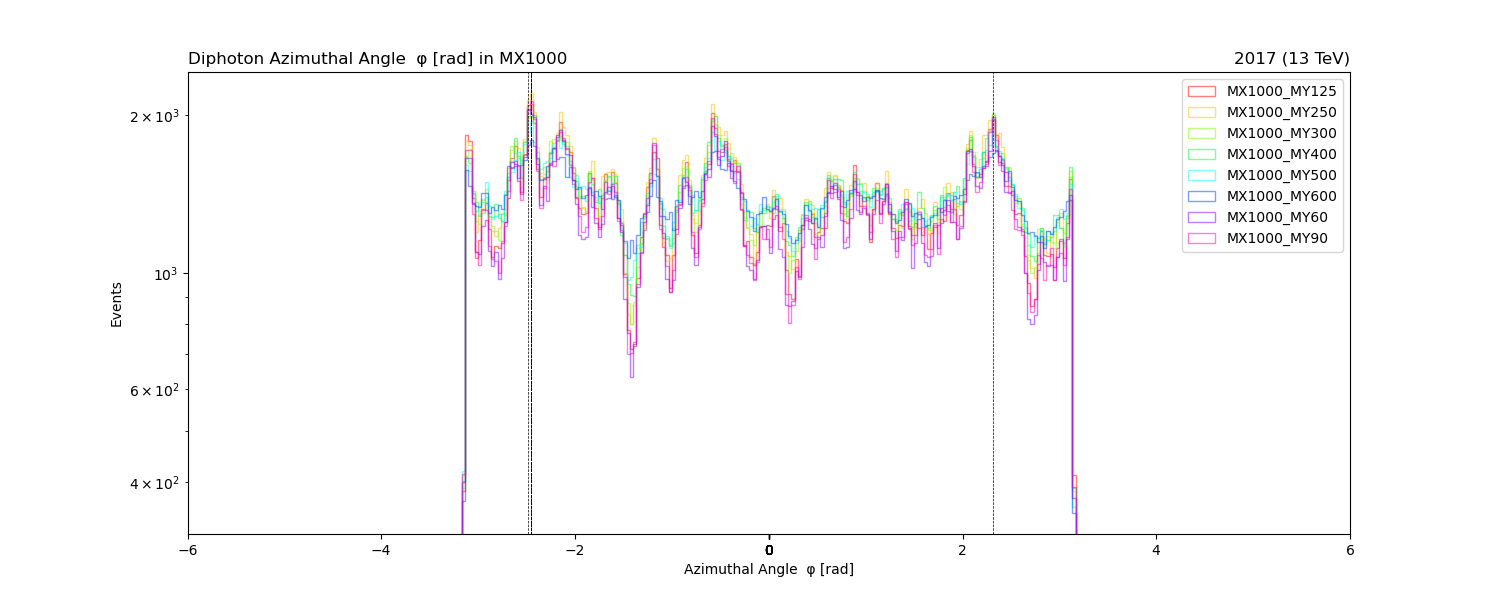 Diphoton Azimuthal Angle φ [rad] in MX1000
2017 (13 TeV)
MX1000_MY125
MX1000_MY250
MX1000_MY300
MX1000_MY400
MX1000_MY500
MX1000_MY600
MX1000_MY60
MX1000_MY90
Events
2 × 10³
10³
6 × 10²
4 × 10²
−6 −4 −2 0 2 4 6
Azimuthal Angle φ [rad]